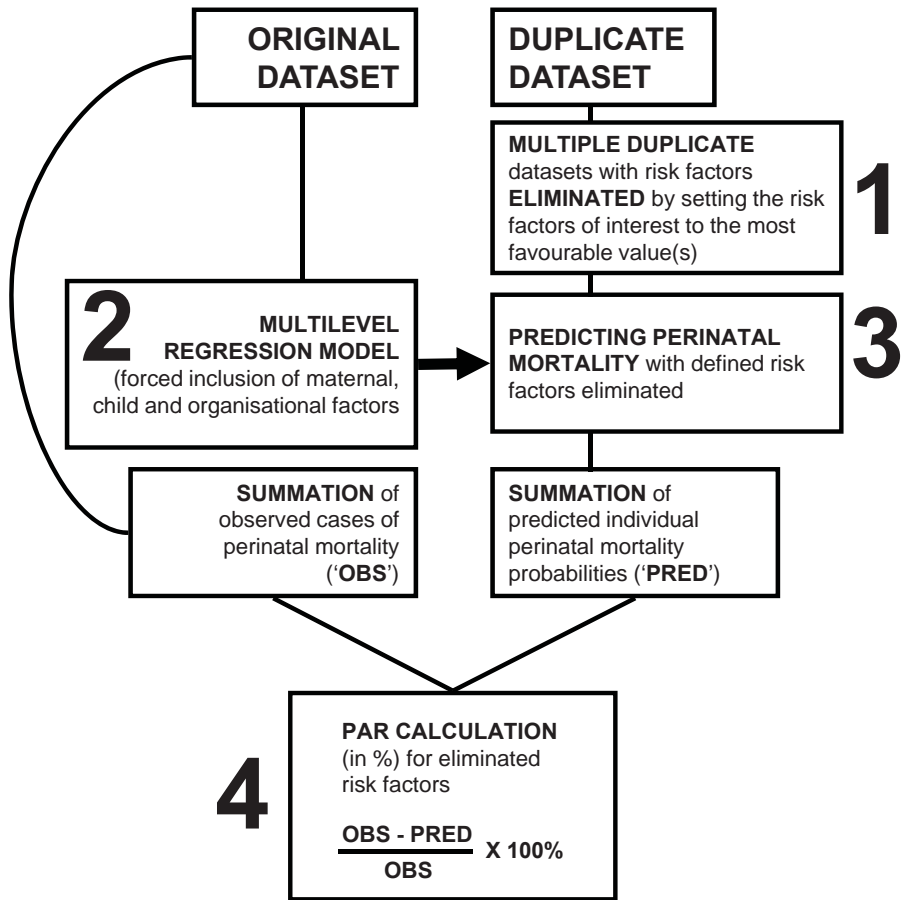 ORIGINAL
DATASET
DUPLICATE
DATASET
MULTIPLE DUPLICATE
datasets with risk factors
ELIMINATED by setting the risk
factors of interest to the most
favourable value(s)
1
2
MULTILEVEL
REGRESSION MODEL
(forced inclusion of maternal,
child and organisational factors
PREDICTING PERINATAL
MORTALITY with defined risk
factors eliminated
3
SUMMATION of
observed cases of
perinatal mortality
(‘OBS’)
SUMMATION of
predicted individual
perinatal mortality
probabilities (‘PRED’)
4
PAR CALCULATION
(in %) for eliminated
risk factors
OBS - PRED
OBS
X 100%